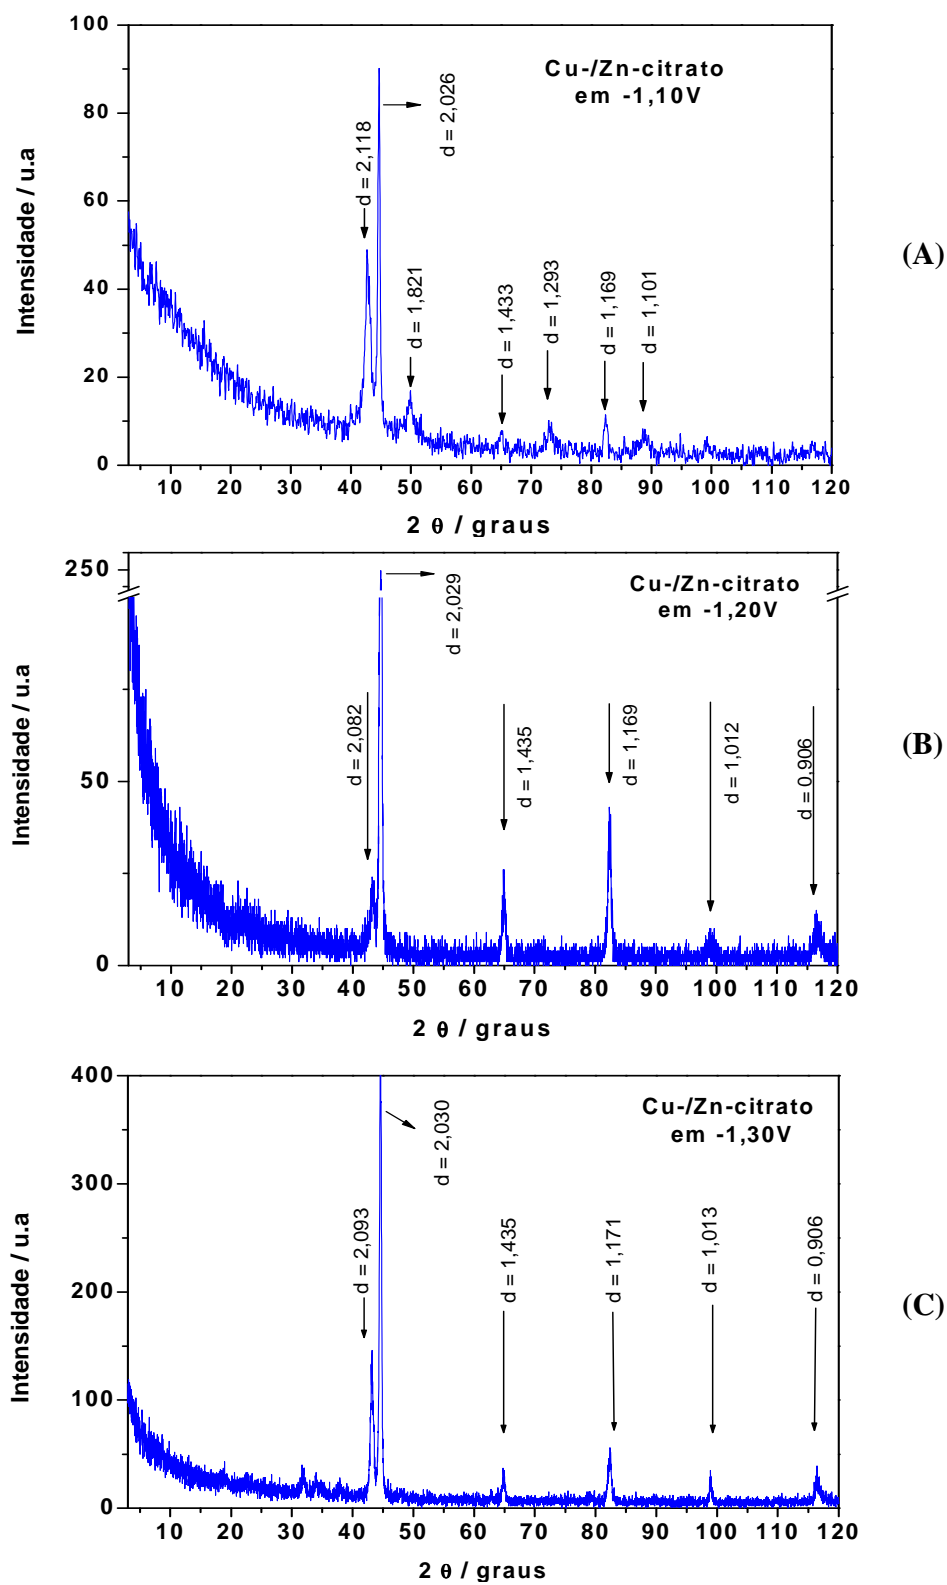 100
80
60
40
20
0
Intensidade / u.a
Cu-/Zn-citrato
em -1,10V
d = 2,118
d = 2,026
d = 1,821
d = 1,433
d = 1,293
d = 1,169
d = 1,101
10 20 30 40 50 60 70 80 90 100 110 120
2 θ / graus
(A)
250
50
0
Intensidade / u.a
Cu-/Zn-citrato
em -1,20V
d = 2,082
d = 2,029
d = 1,435
d = 1,169
d = 1,012
d = 0,906
10 20 30 40 50 60 70 80 90 100 110 120
2 θ / graus
(B)
400
300
200
100
0
Intensidade / u.a
Cu-/Zn-citrato
em -1,30V
d = 2,093
d = 2,030
d = 1,435
d = 1,171
d = 1,013
d = 0,906
10 20 30 40 50 60 70 80 90 100 110 120
2 θ / graus
(C)